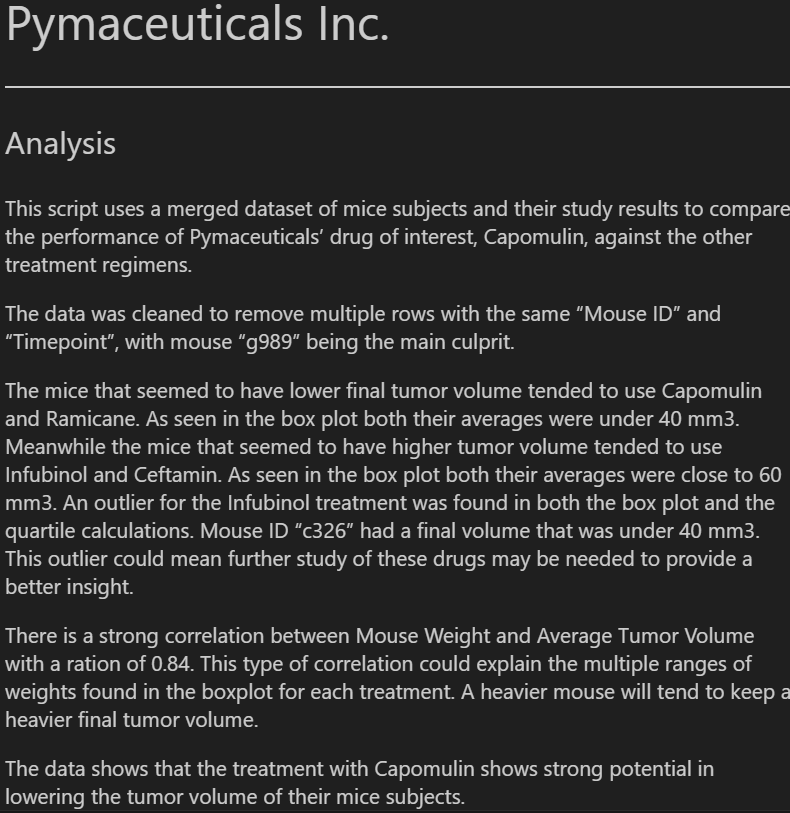 Pymaceuticals Inc.
Analysis
This script uses a merged dataset of mice subjects and their study results to compare
the performance of Pymaceuticals’ drug of interest, Capomulin, against the other
treatment regimens.
The data was cleaned to remove multiple rows with the same “Mouse ID” and
“Timepoint”, with mouse “g989” being the main culprit.
The mice that seemed to have lower final tumor volume tended to use Capomulin
and Ramicane. As seen in the box plot both their averages were under 40 mm3.
Meanwhile the mice that seemed to have higher tumor volume tended to use
Infubinol and Ceftamin. As seen in the box plot both their averages were close to 60
mm3. An outlier for the Infubinol treatment was found in both the box plot and the
quartile calculations. Mouse ID “c326” had a final volume that was under 40 mm3.
This outlier could mean further study of these drugs may be needed to provide a
better insight.
There is a strong correlation between Mouse Weight and Average Tumor Volume
with a ration of 0.84. This type of correlation could explain the multiple ranges of
weights found in the boxplot for each treatment. A heavier mouse will tend to keep a
heavier final tumor volume.
The data shows that the treatment with Capomulin shows strong potential in
lowering the tumor volume of their mice subjects.